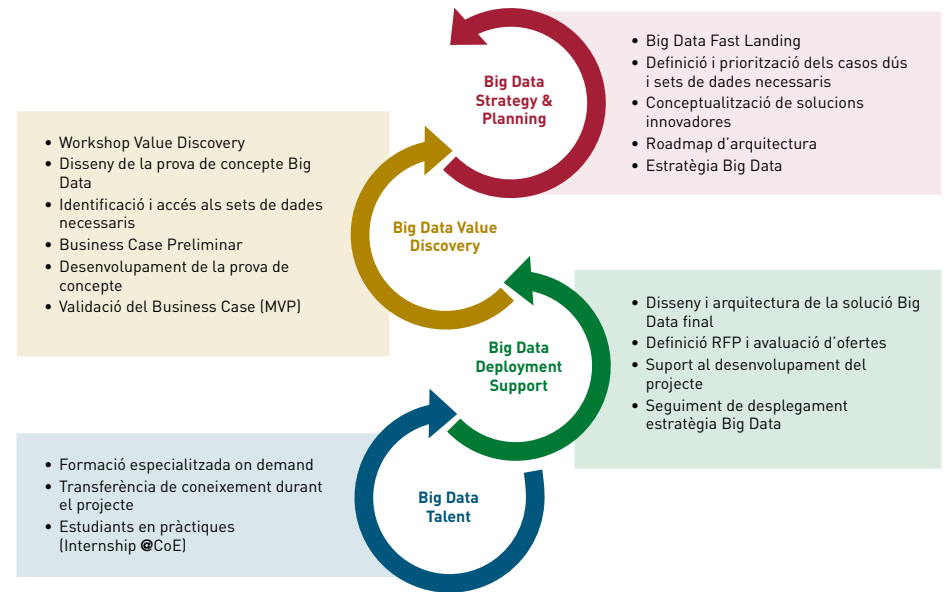 Big Data
Strategy &
Planning
• Big Data Fast Landing
• Definició i priorització dels casos dús
i sets de dades necessaris
• Conceptualització de solucions
innovadores
• Roadmap d’arquitectura
• Estratègia Big Data
• Workshop Value Discovery
• Disseny de la prova de concepte Big
Data
• Identificació i accés als sets de dades
necessaris
• Business Case Preliminar
• Desenvolupament de la prova de
concepte
• Validació del Business Case (MVP)
Big Data Value
Discovery
Big Data
Deployment
Support
• Disseny i arquitectura de la solució Big
Data final
• Definició RFP i avaluació d’ofertes
• Suport al desenvolupament del
projecte
• Seguiment de desplegament
estratègia Big Data
• Formació especialitzada on demand
• Transferència de coneixement durant
el projecte
• Estudiants en pràctiques
(Internship @CoE)
Big Data
Talent